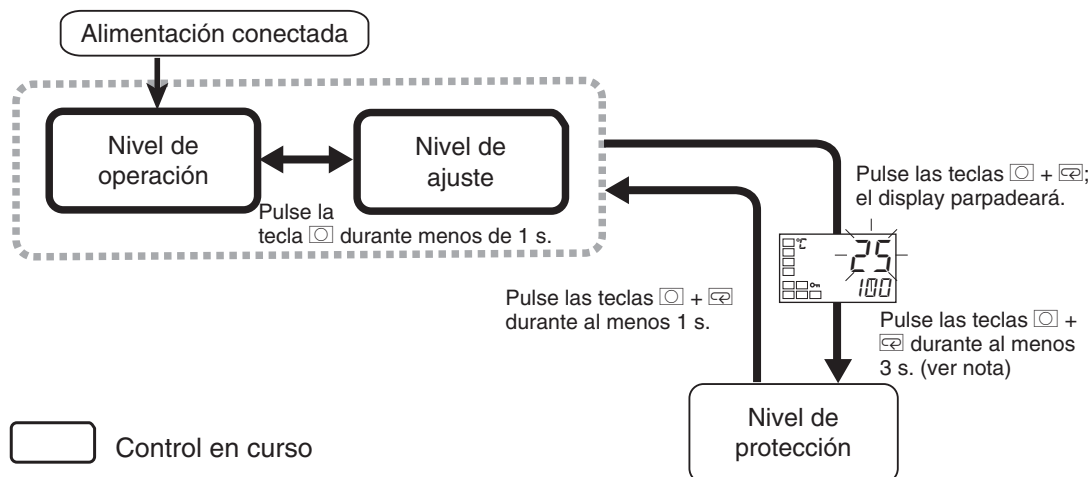 Alimentación conectada
Nivel de
operación
Nivel de
ajuste
Pulse la
tecla durante menos de 1 s.
Pulse las teclas + ;
el display parpadeará.
°C
25
100
Pulse las teclas +
durante al menos 1 s.
Pulse las teclas +
durante al menos
3 s. (ver nota)
Nivel de
protección
Control en curso